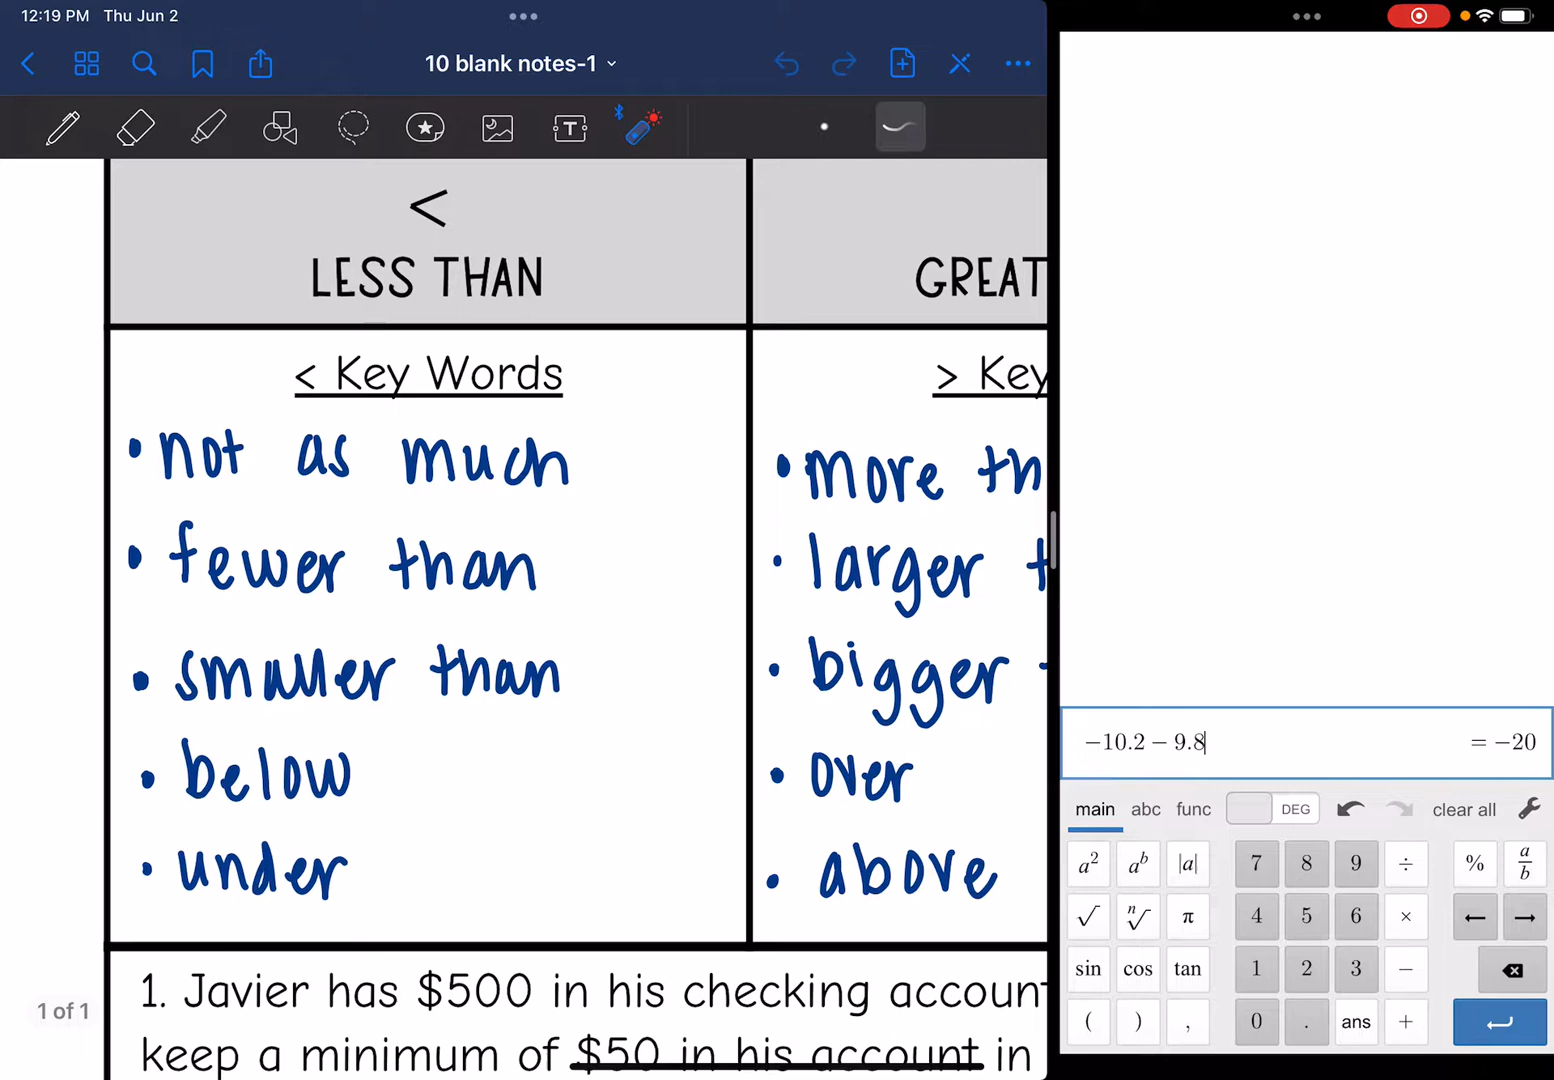 12:19 PM Thu Jun 2
10 blank notes-1
T
<
LESS THAN
GREAT
< Key Words
> Key
• not as much
• more th
• fewer than
• larger t
• smaller than
• bigger
• below
• over
• under
• above
1. Javier has $500 in his checking account
keep a minimum of $50 in his account in
1 of 1
−10.2 − 9.8 = −20
main abc func DEG clear all
a² aᵇ |a| 7 8 9 ÷ % a/b
√ ⁿ√ π 4 5 6 × ← →
sin cos tan 1 2 3 −
( ) , 0 . ans +